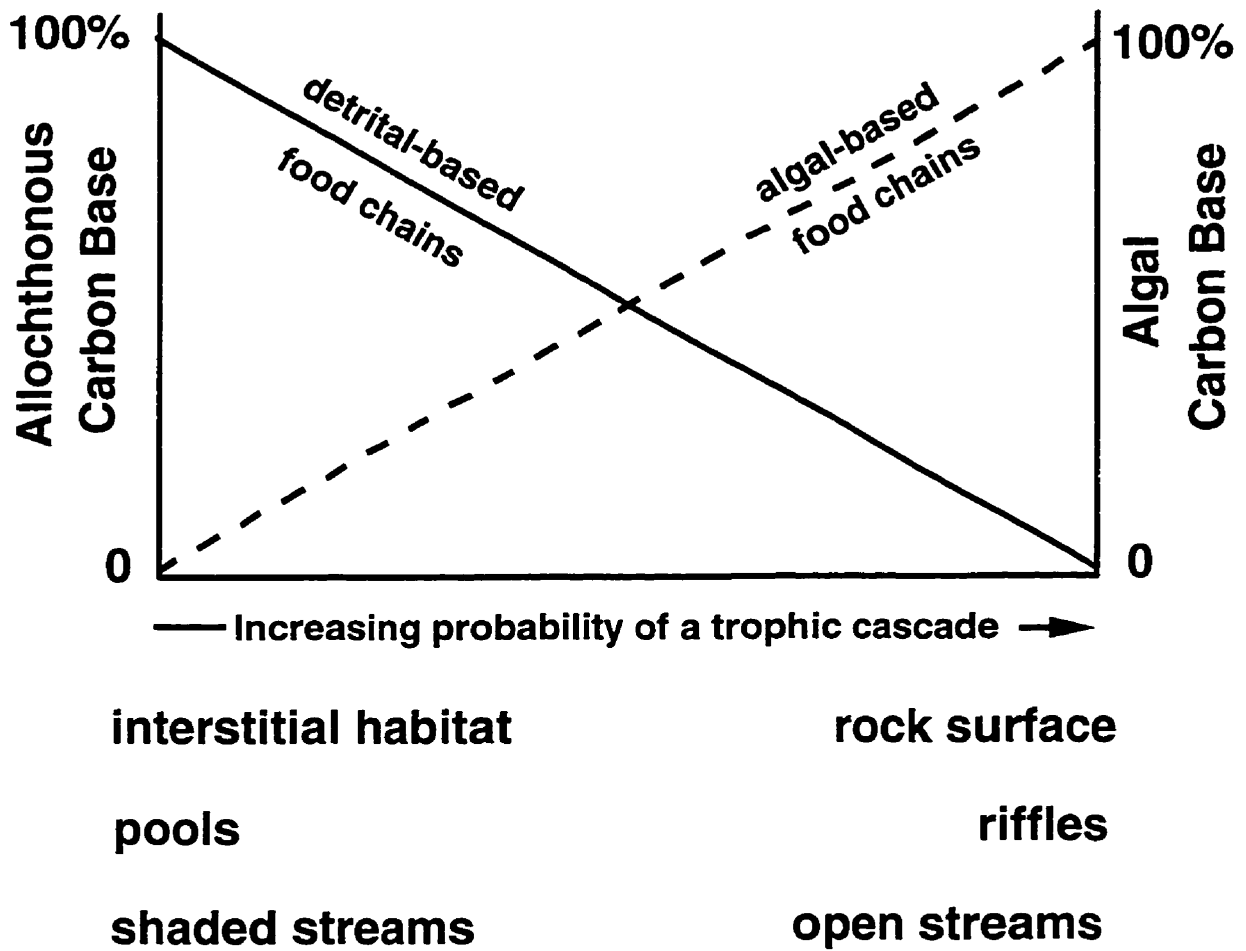 100%
100%
detrital-based
food chains
algal-based
food chains
Allochthonous
Carbon Base
Algal
Carbon Base
0
0
Increasing probability of a trophic cascade
interstitial habitat
rock surface
pools
riffles
shaded streams
open streams